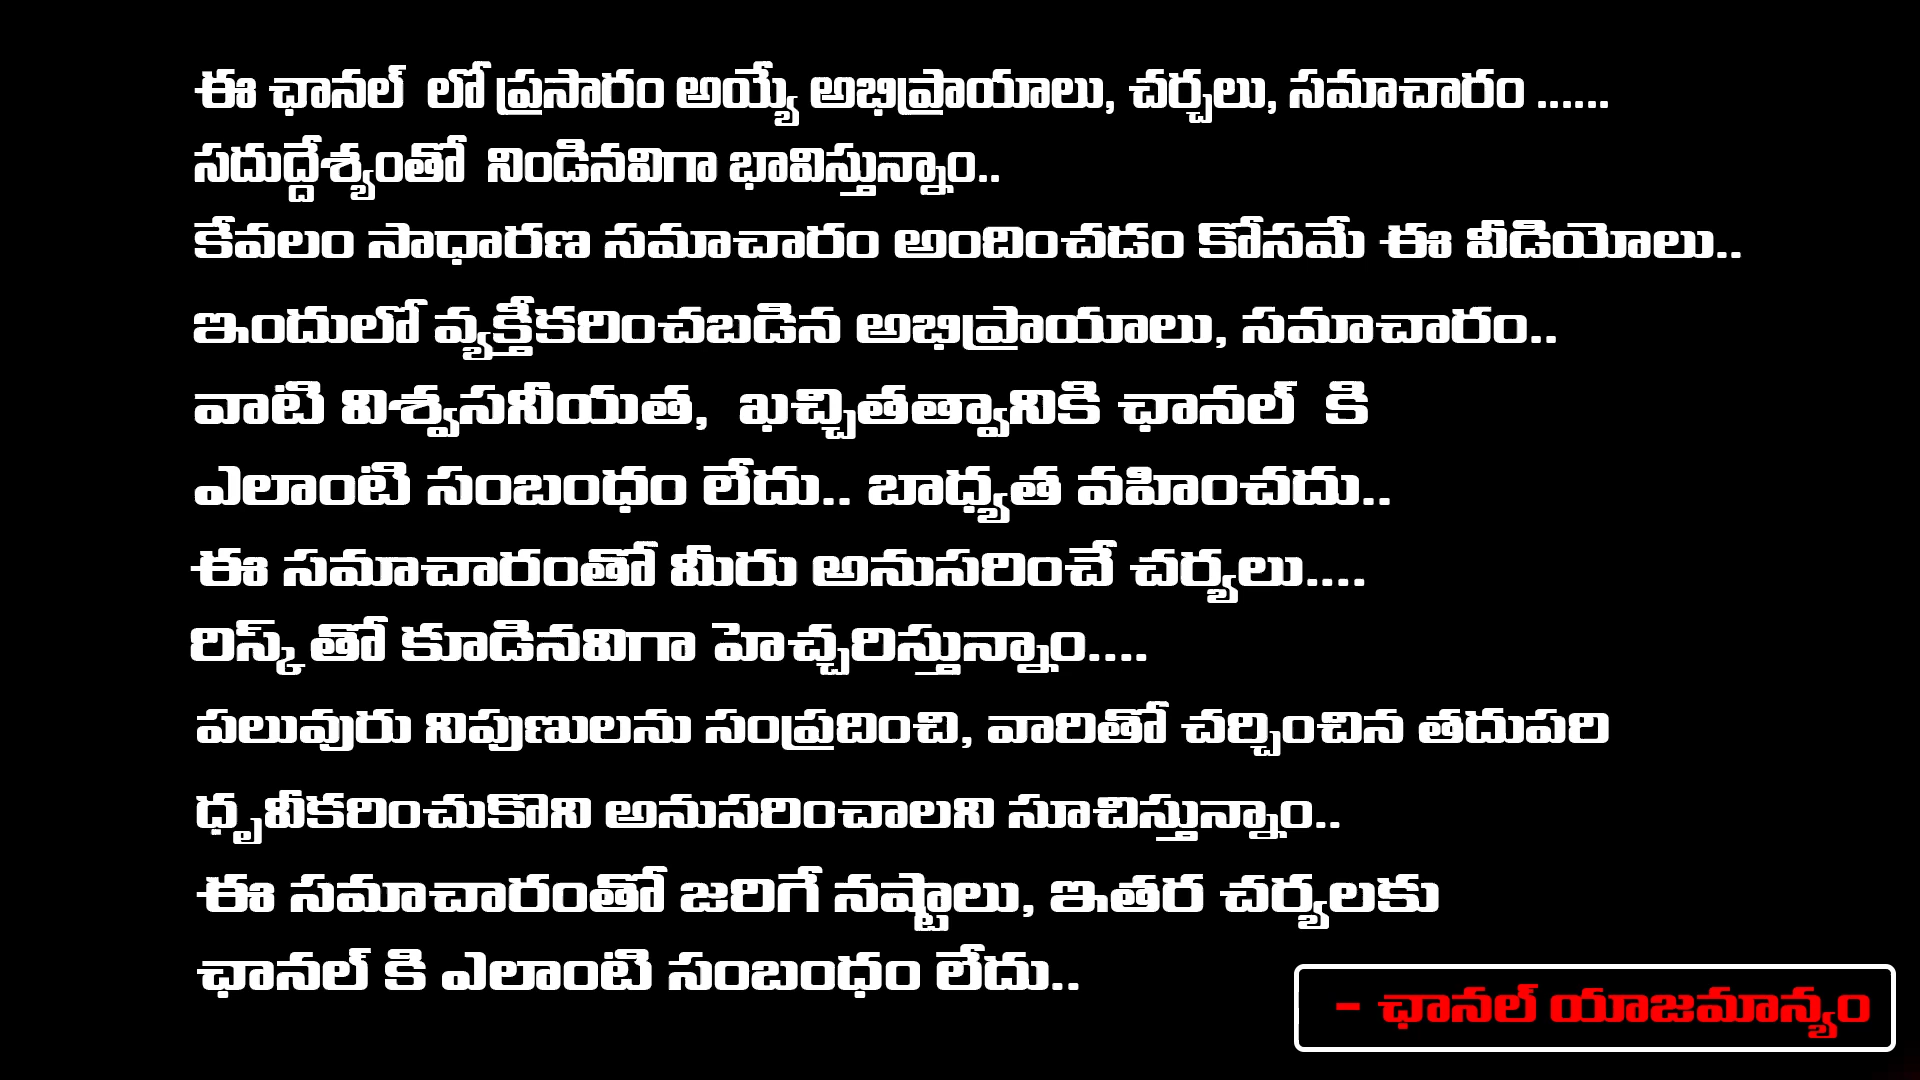 ఈ ఛానల్ లో ప్రసారం అయ్యే అభిప్రాయాలు, చర్చలు, సమాచారం ......
సదుద్దేశ్యంతో నిండినవిగా భావిస్తున్నాం..
కేవలం సాధారణ సమాచారం అందించడం కోసమే ఈ వీడియోలు..
ఇందులో వ్యక్తీకరించబడిన అభిప్రాయాలు, సమాచారం..
వాటి విశ్వసనీయత, ఖచ్చితత్వానికి ఛానల్ కి
ఎలాంటి సంబంధం లేదు.. బాధ్యత వహించదు..
ఈ సమాచారంతో మీరు అనుసరించే చర్యలు....
రిస్క్ తో కూడినవిగా హెచ్చరిస్తున్నాం....
పలువురు నిపుణులను సంప్రదించి, వారితో చర్చించిన తదుపరి
ధృవీకరించుకొని అనుసరించాలని సూచిస్తున్నాం..
ఈ సమాచారంతో జరిగే నష్టాలు, ఇతర చర్యలకు
ఛానల్ కి ఎలాంటి సంబంధం లేదు..
- ఛానల్ యాజమాన్యం